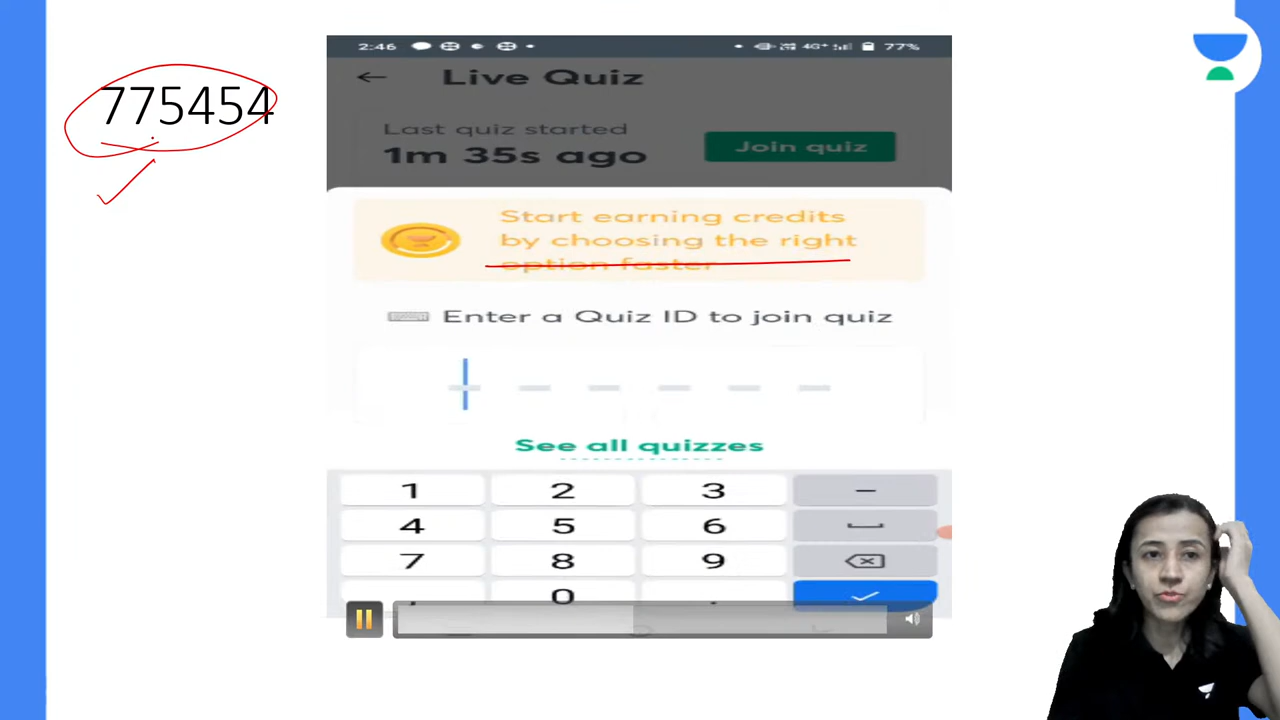 775454
2:46
4G+
77%
Live Quiz
Last quiz started
1m 35s ago
Join quiz
Start earning credits
by choosing the right
option faster
Enter a Quiz ID to join quiz
See all quizzes
1 2 3 –
4 5 6
7 8 9
, 0 .